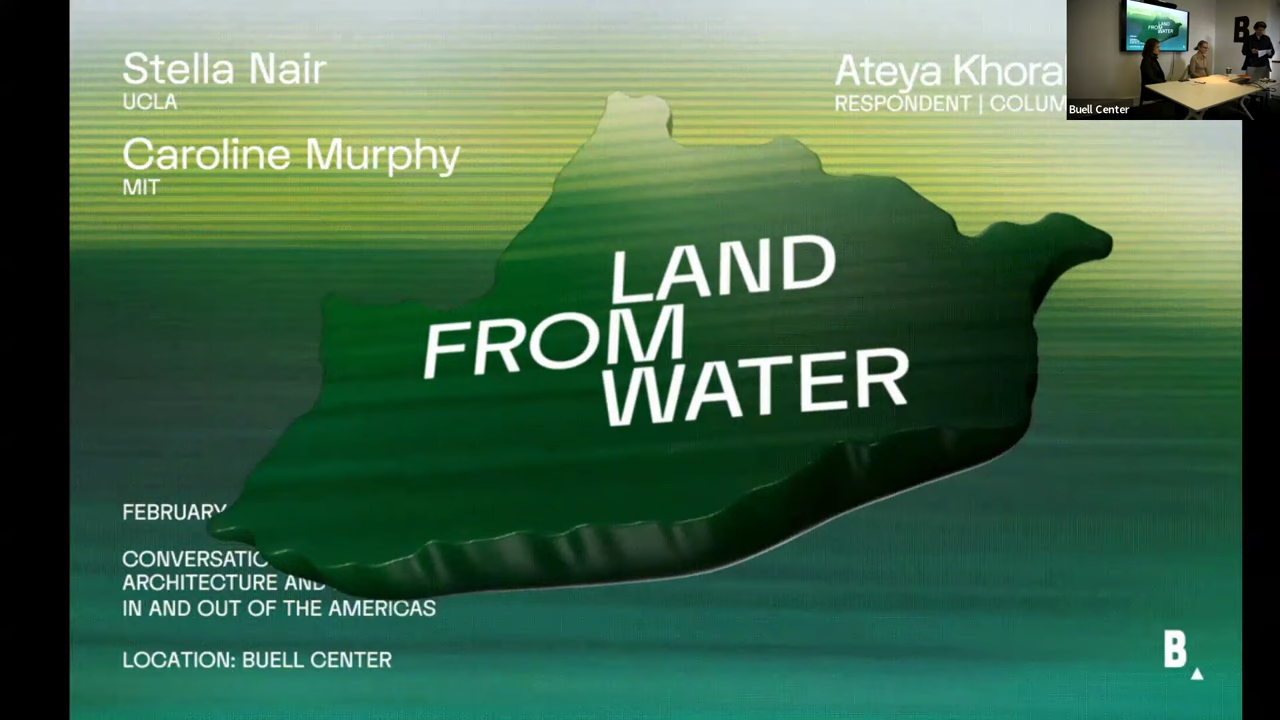 Stella Nair
UCLA
Caroline Murphy
MIT
Ateya Khora
RESPONDENT | COLUM
Buell Center
LAND
FROM
WATER
FEBRUARY
CONVERSATIO
ARCHITECTURE AND
IN AND OUT OF THE AMERICAS
LOCATION: BUELL CENTER
B